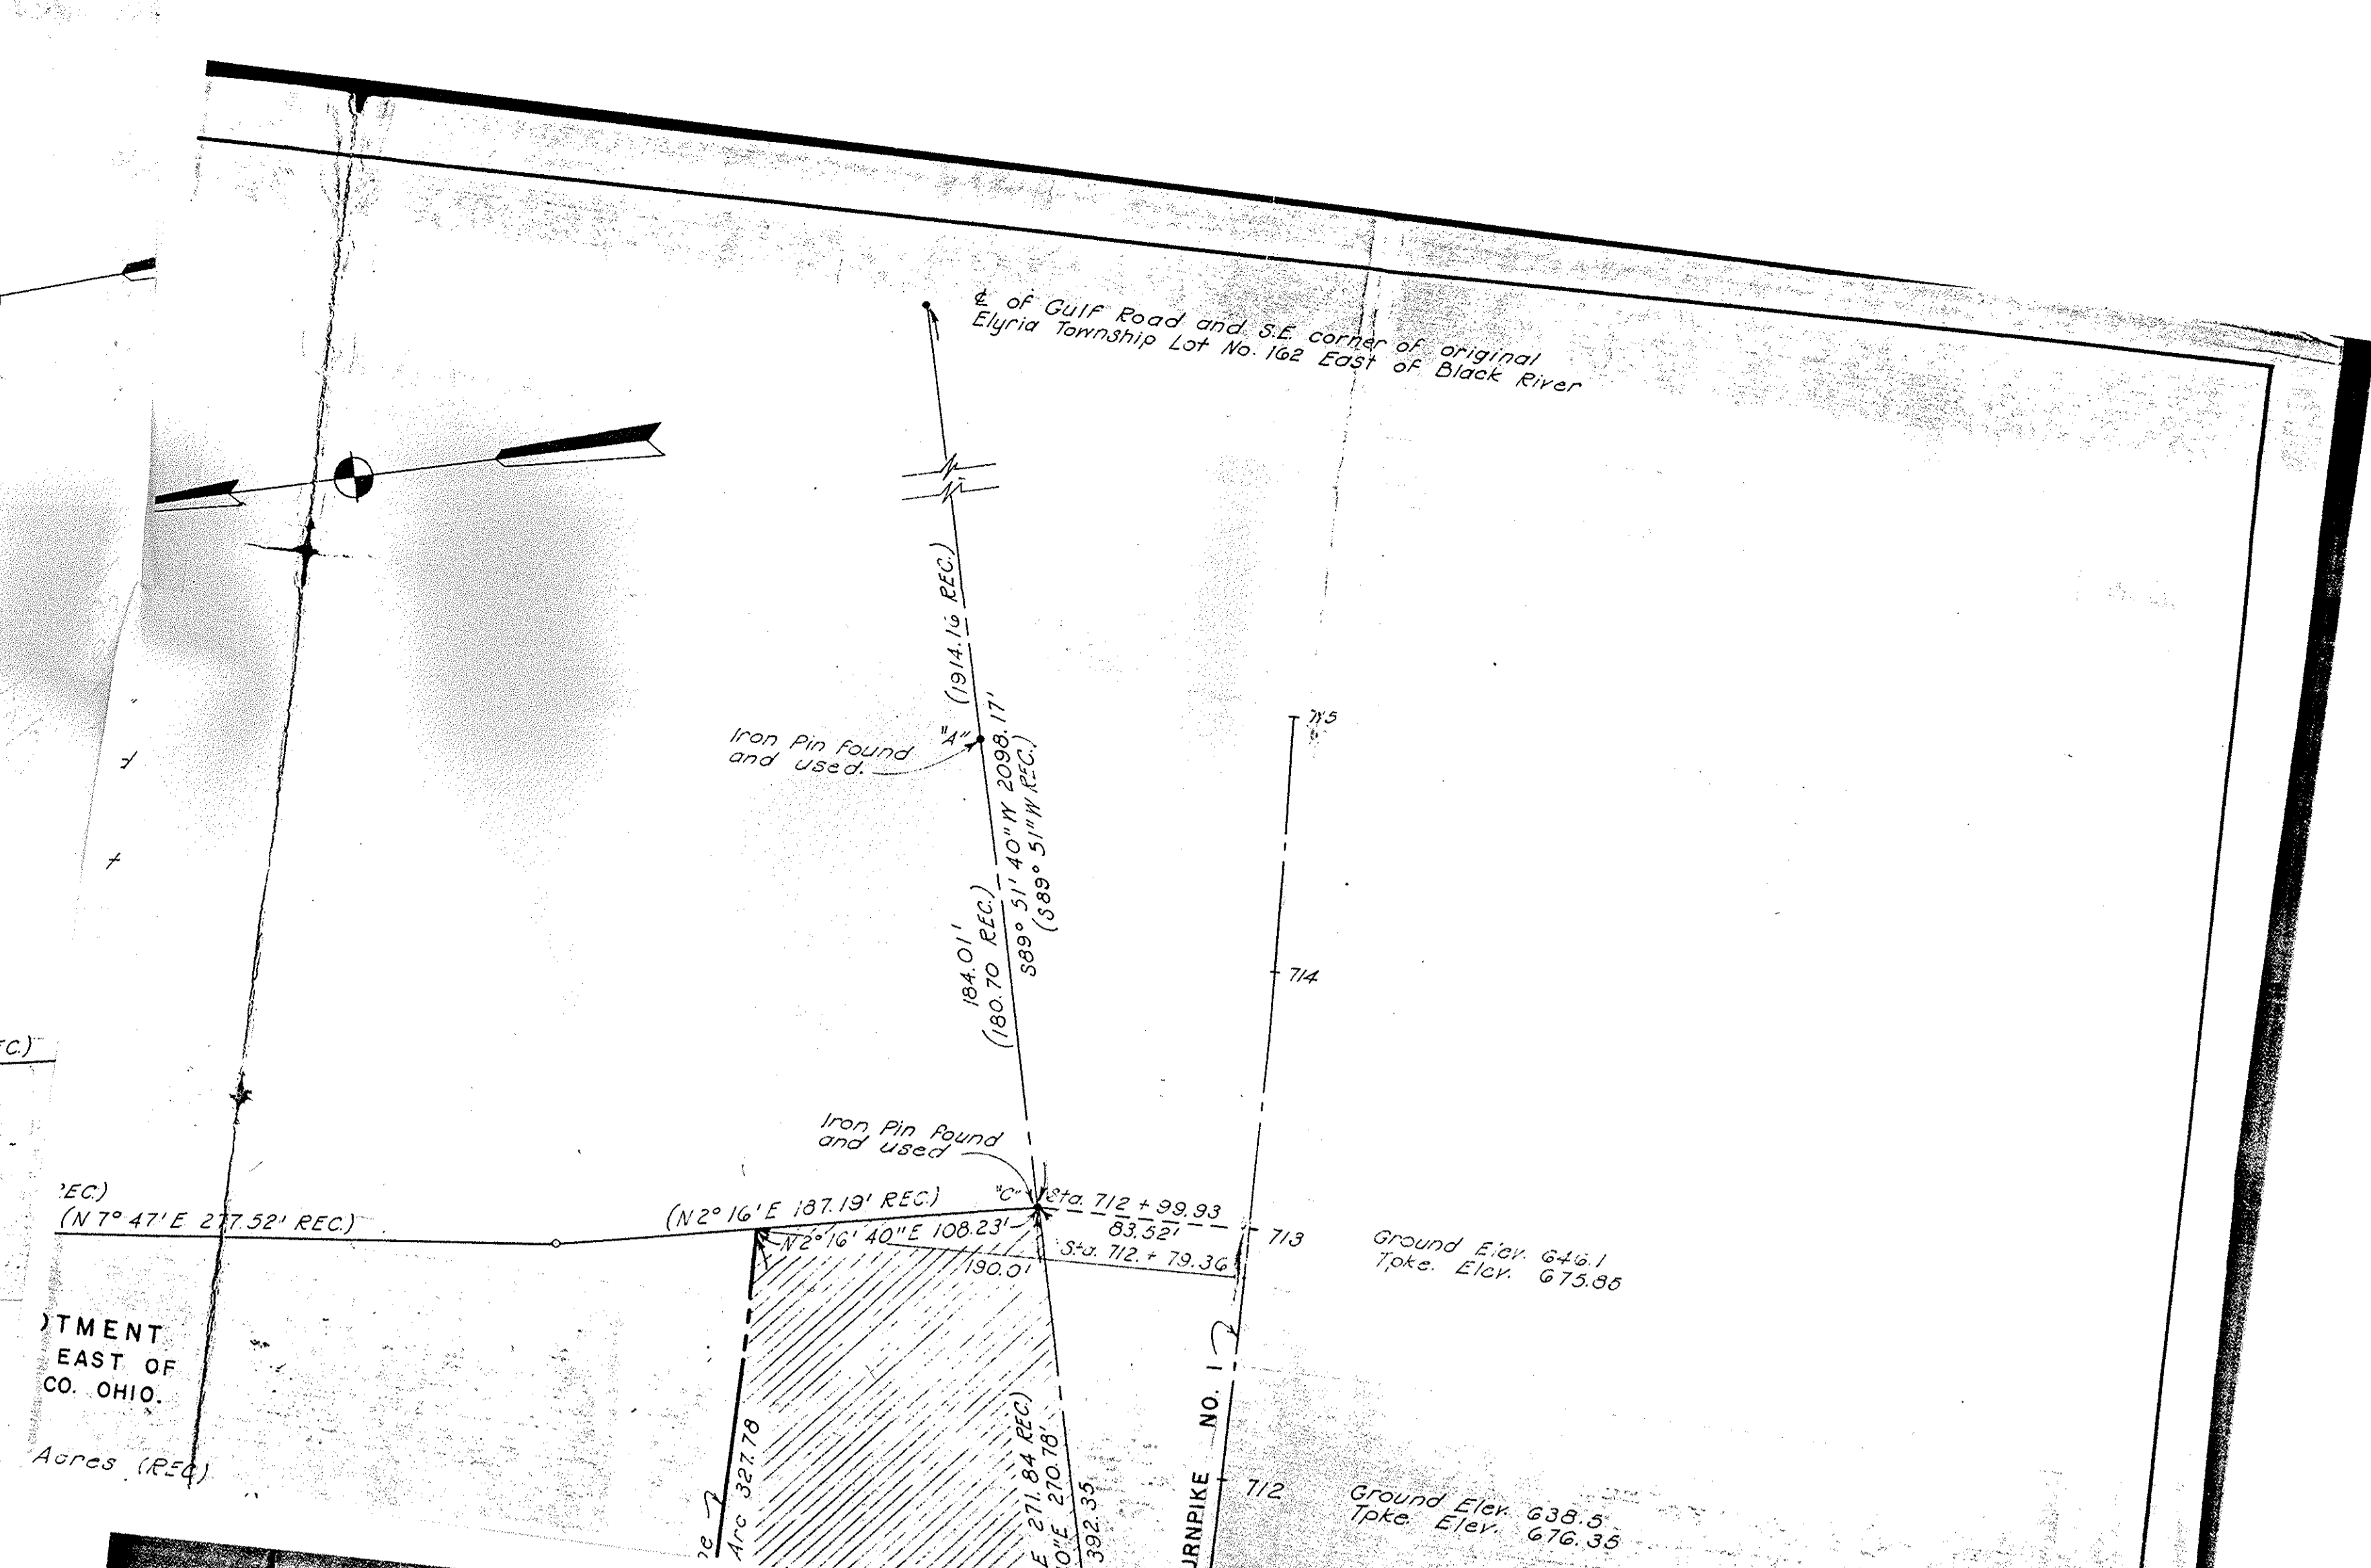 ℄ of Gulf Road and S.E. corner of original
Elyria Township Lot No. 162 East of Black River
(1914.16 REC.)
Iron Pin found
and used.
"A"
S89° 51' 40"W 2098.17'
(S89° 51" W REC.)
184.01'
(180.70 REC.)
715
714
Iron Pin found
and used
"C"
Sta. 712 + 99.93
83.52'
Sta. 712 + 79.36
190.0'
(N 2° 16' E 187.19' REC.)
N 2° 16' 40" E 108.23'
(N 7° 47' E 277.52' REC.)
713
Ground Elev. 646.1
Tpke. Elev. 675.85
EAST OF
CO. OHIO.
Acres (REC)
Arc 327.78
E 271.84 REC)
0"E 270.78'
392.35
NO. 1
712
Ground Elev. 638.5
Tpke. Elev. 676.35